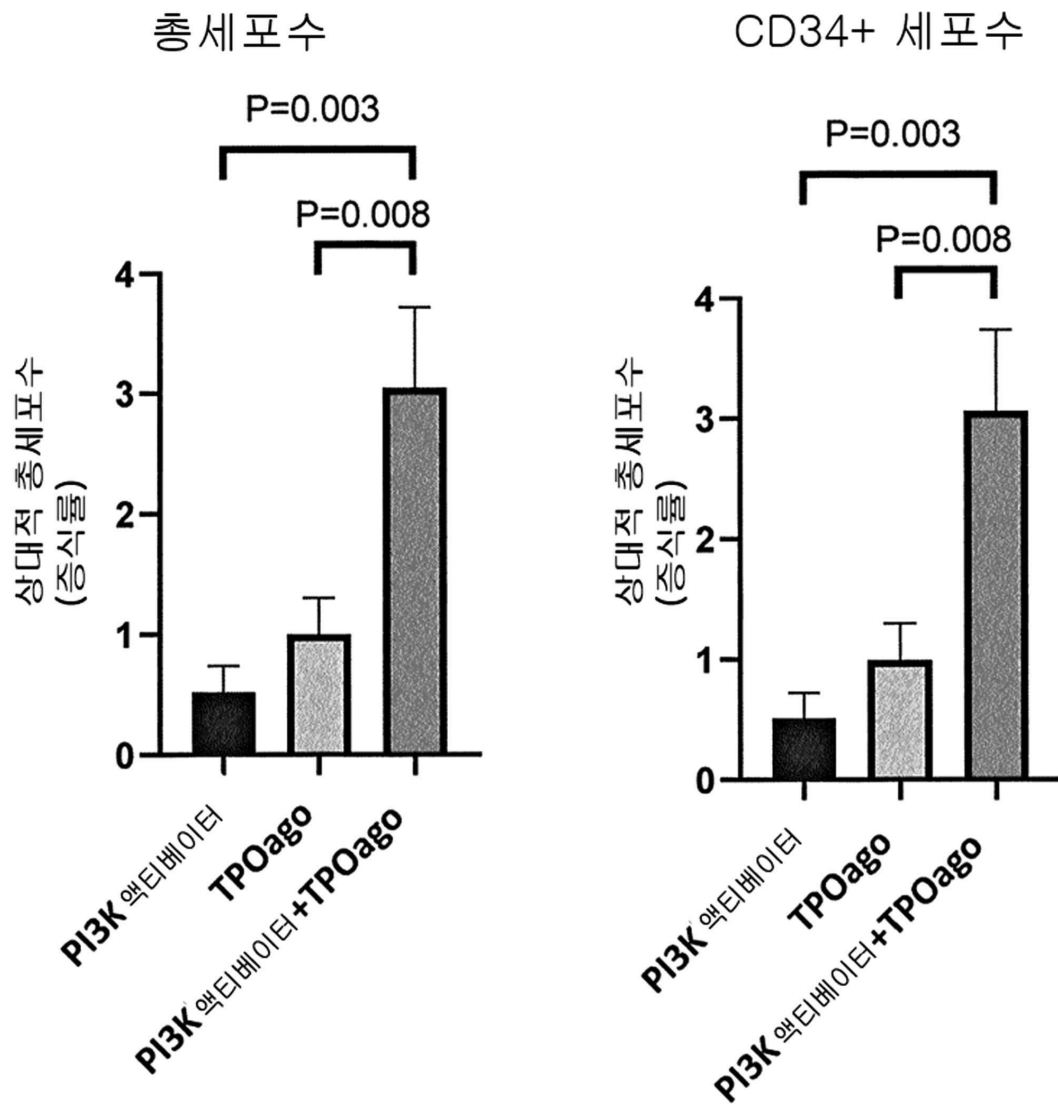 총세포수
P=0.003
P=0.008
상대적 총세포수
(증식률)
4
3
2
1
0
PI3K 액티베이터
TPOago
PI3K 액티베이터+TPOago
CD34+ 세포수
P=0.003
P=0.008
상대적 총세포수
(증식률)
4
3
2
1
0
PI3K 액티베이터
TPOago
PI3K 액티베이터+TPOago